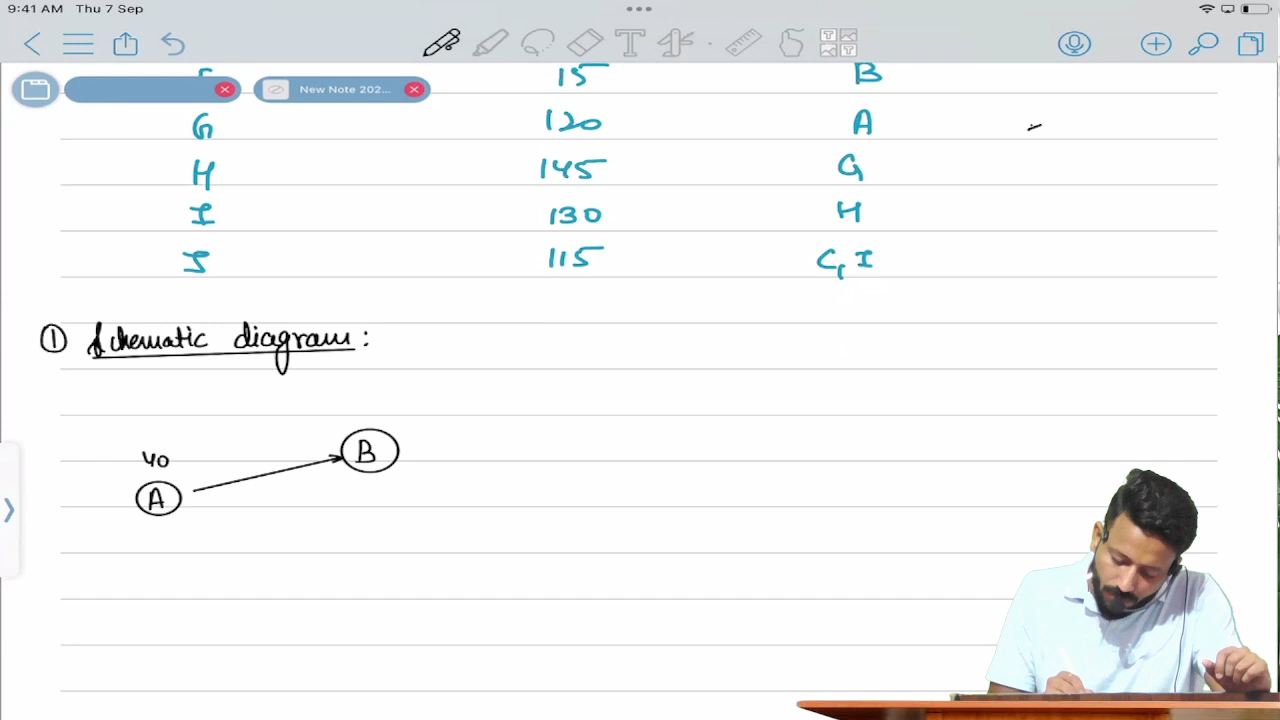 9:41 AM Thu 7 Sep
New Note 202...
15 B
G 120 A
H 145 G
I 130 H
J 115 C, I
① Schematic diagram:
40
A
B